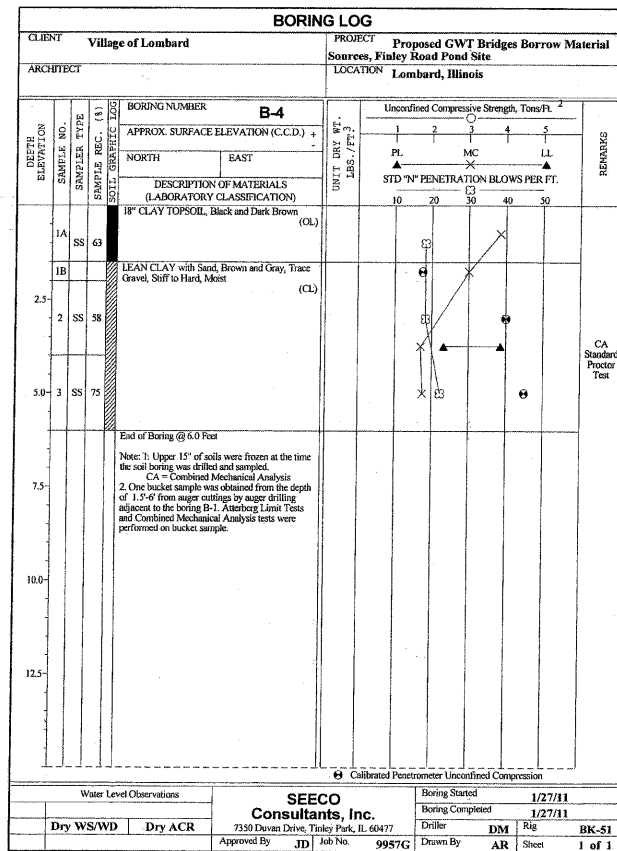 BORING LOG
CLIENT Village of Lombard
PROJECT Proposed GWT Bridges Borrow Material
Sources, Finley Road Pond Site
ARCHITECT
LOCATION Lombard, Illinois
DEPTH
ELEVATION
SAMPLE NO.
SAMPLER TYPE
SAMPLE REC. (%)
SOIL GRAPHIC LOG
BORING NUMBER B-4
APPROX. SURFACE ELEVATION (C.C.D.) + -
NORTH EAST
DESCRIPTION OF MATERIALS
(LABORATORY CLASSIFICATION)
UNIT DRY WT.
LBS./FT.3
Unconfined Compressive Strength, Tons/Ft. 2
1 2 3 4 5
PL MC LL
STD "N" PENETRATION BLOWS PER FT.
10 20 30 40 50
REMARKS
18" CLAY TOPSOIL, Black and Dark Brown
(OL)
1A SS 63
1B
LEAN CLAY with Sand, Brown and Gray, Trace
Gravel, Stiff to Hard, Moist
(CL)
2.5
2 SS 58
CA
Standard
Proctor
Test
5.0 3 SS 75
End of Boring @ 6.0 Feet
Note: 1: Upper 15" of soils were frozen at the time
the soil boring was drilled and sampled.
CA = Combined Mechanical Analysis
2. One bucket sample was obtained from the depth
of 1.5'-6' from auger cuttings by auger drilling
adjacent to the boring B-1. Atterberg Limit Tests
and Combined Mechanical Analysis tests were
performed on bucket sample.
7.5
10.0
12.5
Calibrated Penetrometer Unconfined Compression
Water Level Observations
Dry WS/WD Dry ACR
SEECO
Consultants, Inc.
7350 Duvan Drive, Tinley Park, IL 60477
Approved By JD Job No. 9957G
Boring Started 1/27/11
Boring Completed 1/27/11
Driller DM Rig BK-51
Drawn By AR Sheet 1 of 1